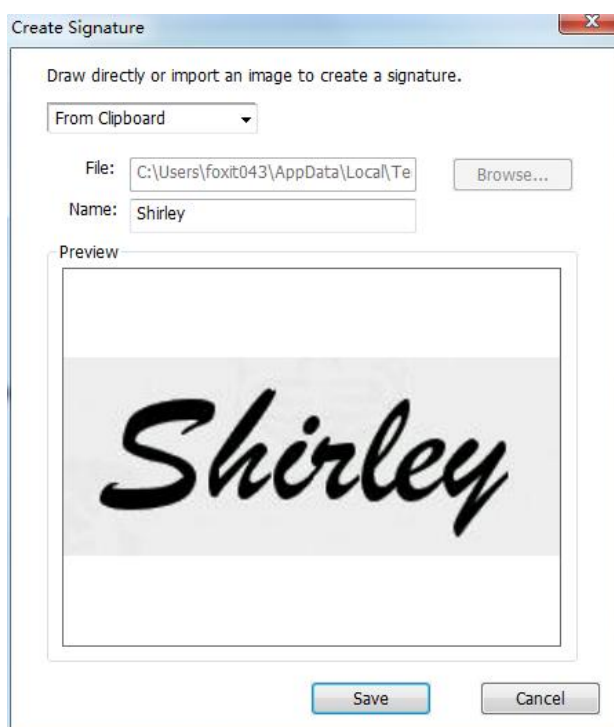 Create Signature
Draw directly or import an image to create a signature.
From Clipboard
File: C:\Users\foxit043\AppData\Local\Te Browse...
Name: Shirley
Preview
Shirley
Save Cancel